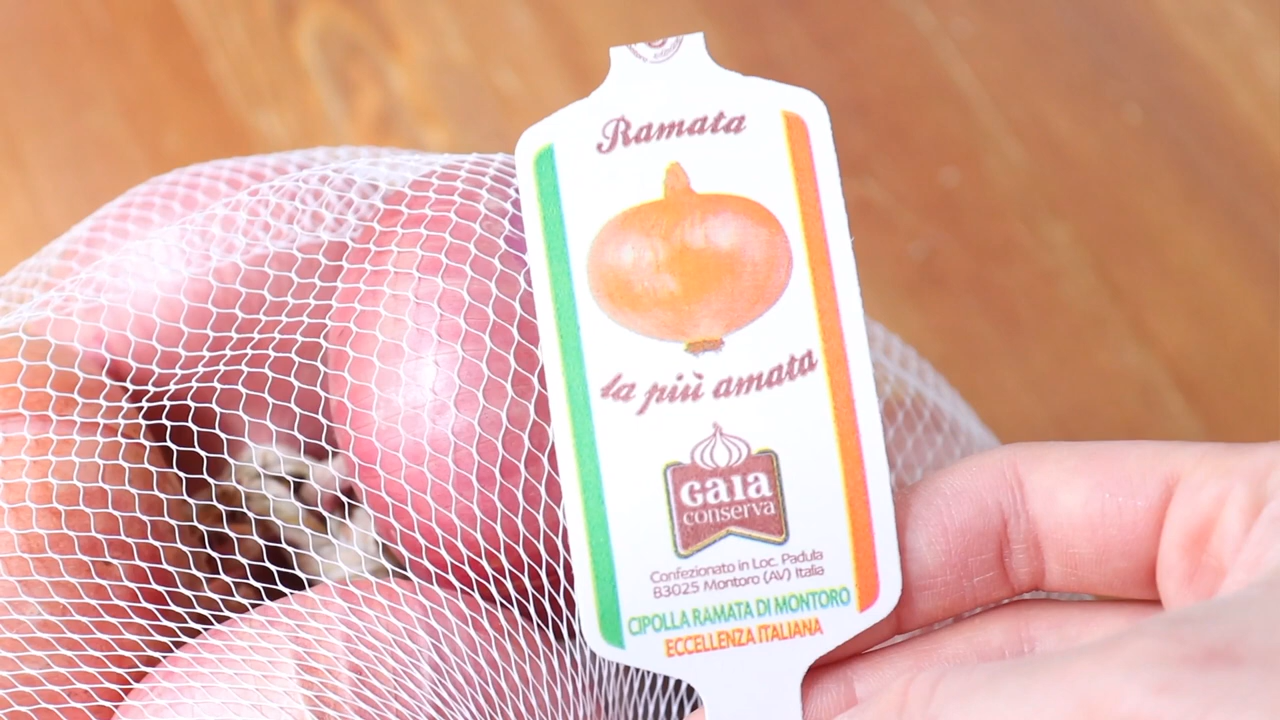 Ramata
la più amata
GAIA
conserva
Confezionato in Loc. Padula
83025 Montoro (AV) Italia
CIPOLLA RAMATA DI MONTORO
ECCELLENZA ITALIANA